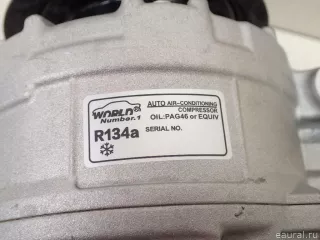 AUTO AIR-CONDITIONING
COMPRESSOR
WORLD
Number.1
OIL:PAG46 or EQUIV
R134a SERIAL NO.
eaural.ru